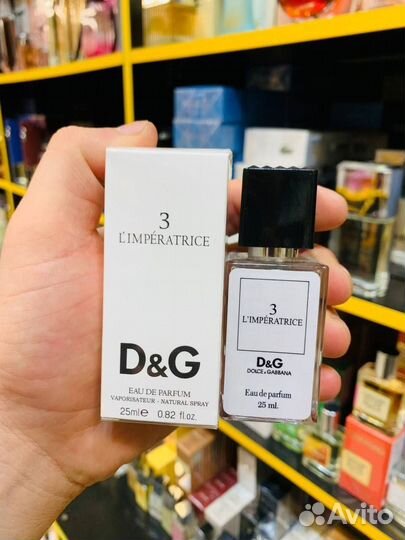 3
L'IMPÉRATRICE
D&G
EAU DE PARFUM
VAPORISATEUR - NATURAL SPRAY
25ml e 0.82 fl.oz.
3
L'IMPÉRATRICE
D&G
DOLCE & GABBANA
Eau de parfum
25 ml.
Avito